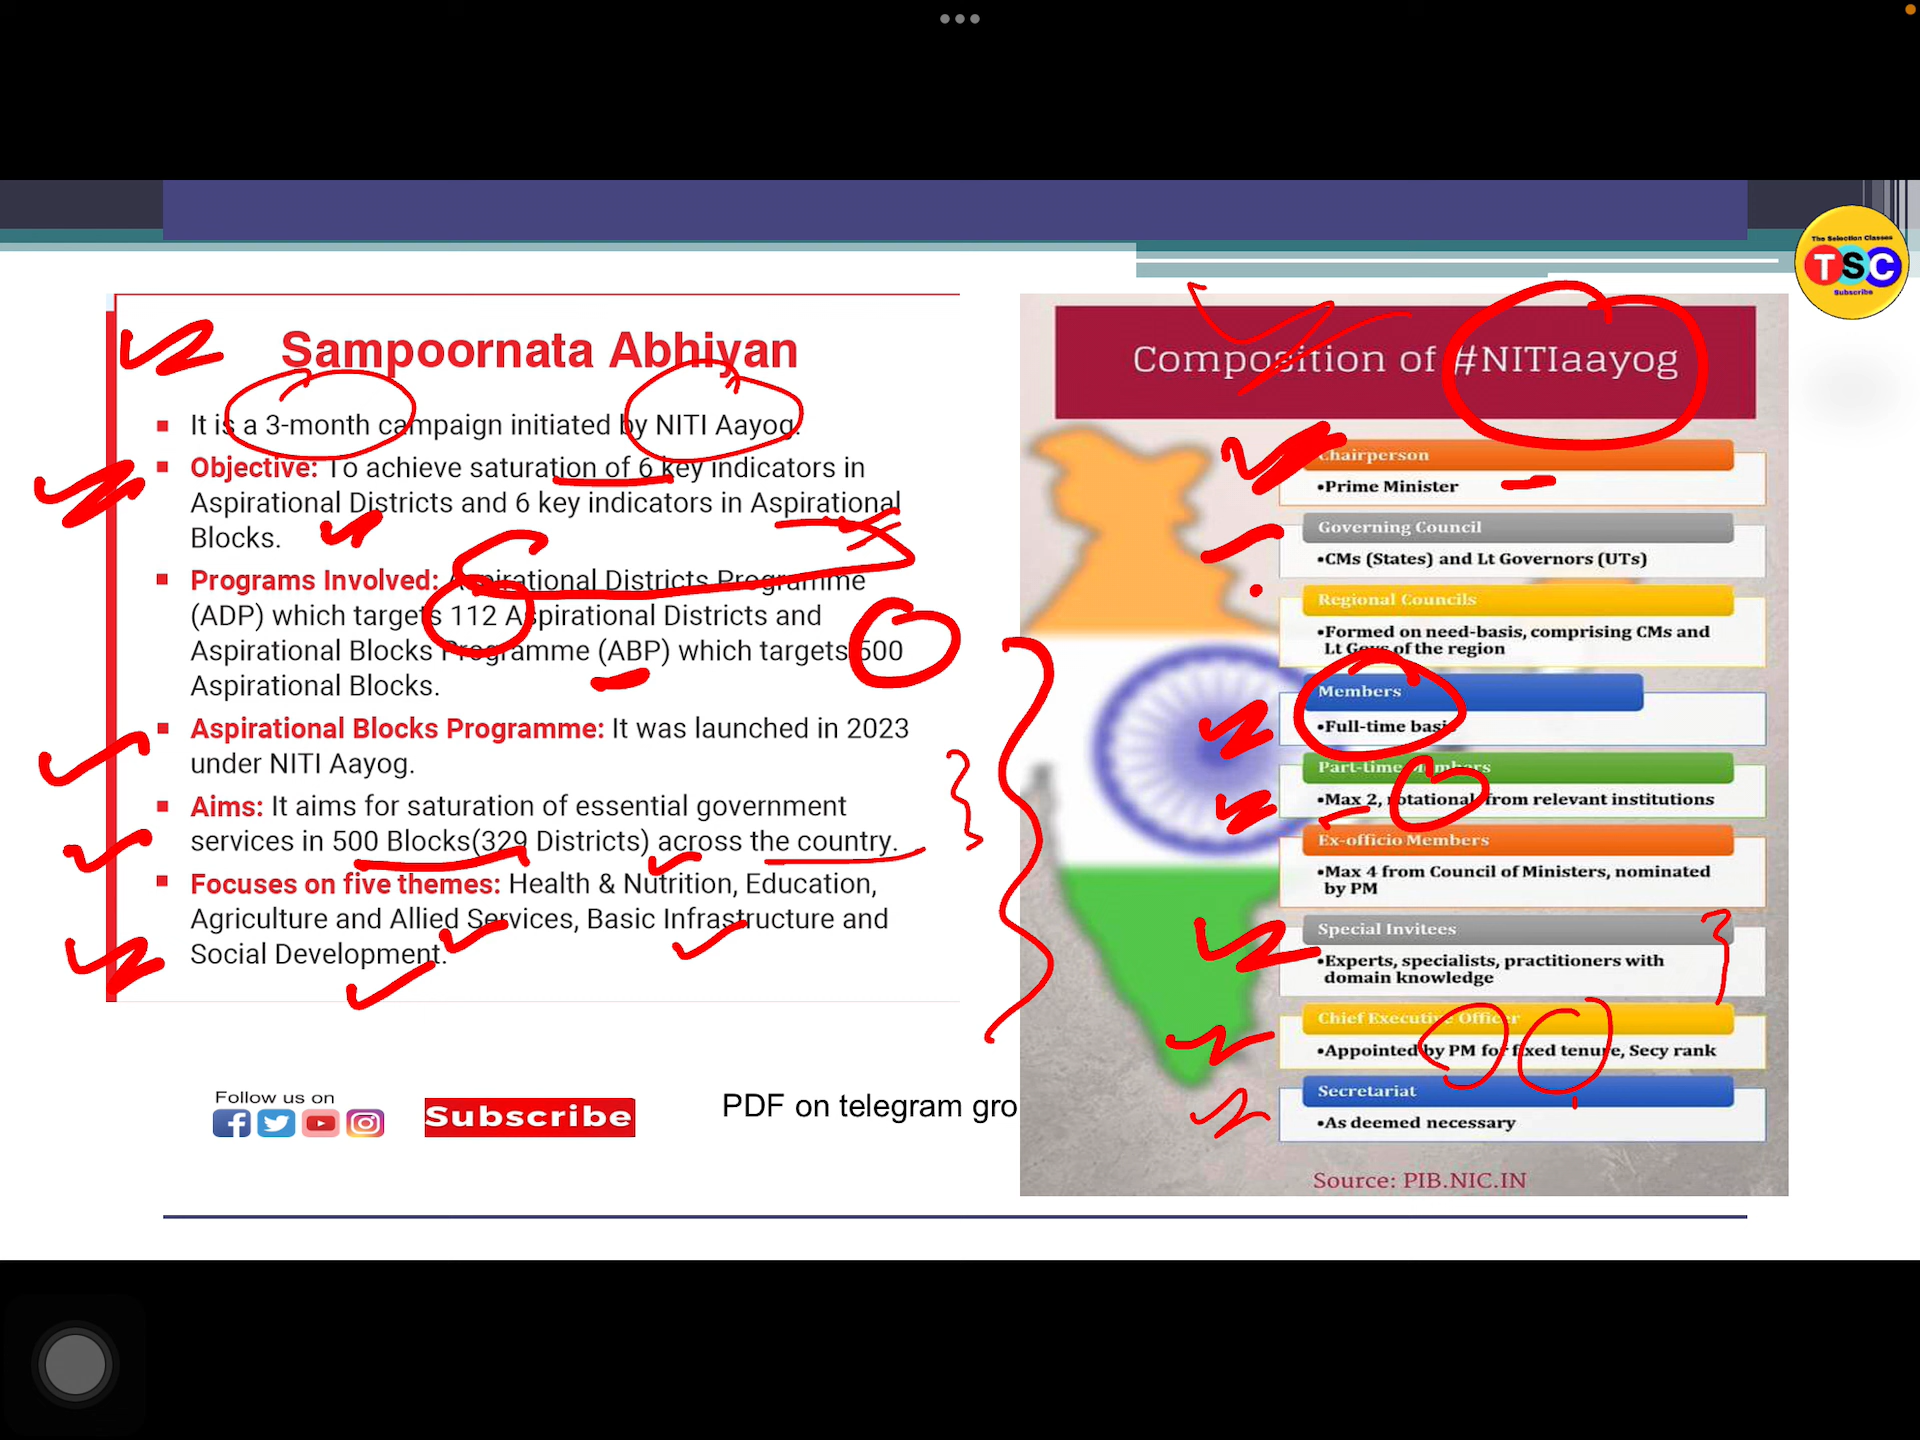 The Selection Classes
TSC
Subscribe
Sampoornata Abhiyan
It is a 3-month campaign initiated by NITI Aayog.
Objective: To achieve saturation of 6 key indicators in
Aspirational Districts and 6 key indicators in Aspirational
Blocks.
Programs Involved: Aspirational Districts Programme
(ADP) which targets 112 Aspirational Districts and
Aspirational Blocks Programme (ABP) which targets 500
Aspirational Blocks.
Aspirational Blocks Programme: It was launched in 2023
under NITI Aayog.
Aims: It aims for saturation of essential government
services in 500 Blocks(329 Districts) across the country.
Focuses on five themes: Health & Nutrition, Education,
Agriculture and Allied Services, Basic Infrastructure and
Social Development.
Follow us on
Subscribe
PDF on telegram gro
Composition of #NITIaayog
Chairperson
•Prime Minister
Governing Council
•CMs (States) and Lt Governors (UTs)
Regional Councils
•Formed on need-basis, comprising CMs and
Lt Govs of the region
Members
•Full-time basis
Part-time Members
•Max 2, rotational, from relevant institutions
Ex-officio Members
•Max 4 from Council of Ministers, nominated
by PM
Special Invitees
•Experts, specialists, practitioners with
domain knowledge
Chief Executive Officer
•Appointed by PM for fixed tenure, Secy rank
Secretariat
•As deemed necessary
Source: PIB.NIC.IN